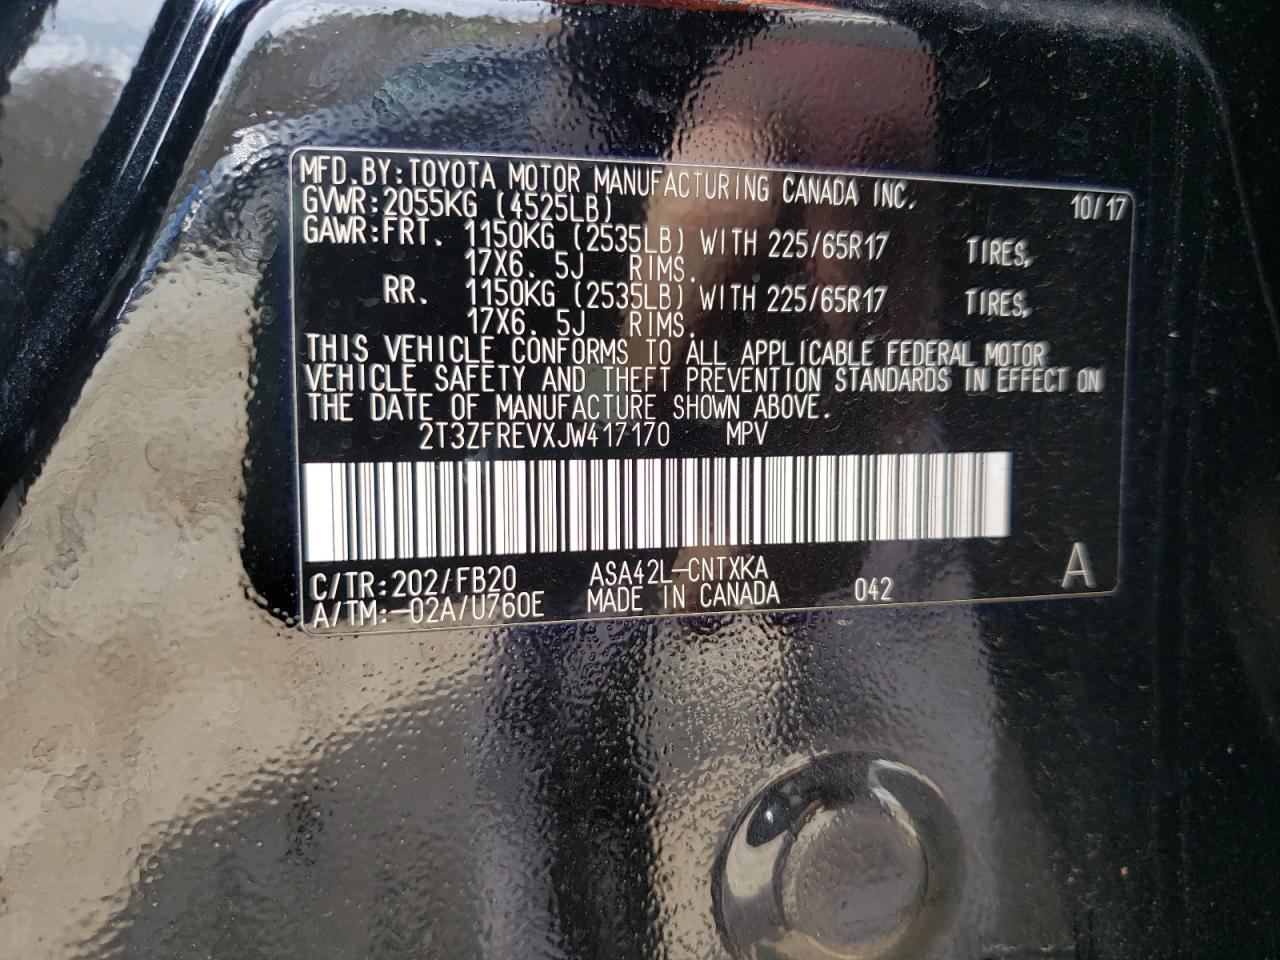 MFD.BY:TOYOTA MOTOR MANUFACTURING CANADA INC. 10/17
GVWR:2055KG (4525LB)
GAWR:FRT. 1150KG (2535LB) WITH 225/65R17 TIRES,
17X6.5J RIMS.
RR. 1150KG (2535LB) WITH 225/65R17 TIRES,
17X6.5J RIMS.
THIS VEHICLE CONFORMS TO ALL APPLICABLE FEDERAL MOTOR
VEHICLE SAFETY AND THEFT PREVENTION STANDARDS IN EFFECT ON
THE DATE OF MANUFACTURE SHOWN ABOVE.
2T3ZFREVXJW417170 MPV
C/TR:202/FB20 ASA42L-CNTXKA
A/TM:-02A/U760E MADE IN CANADA 042 A